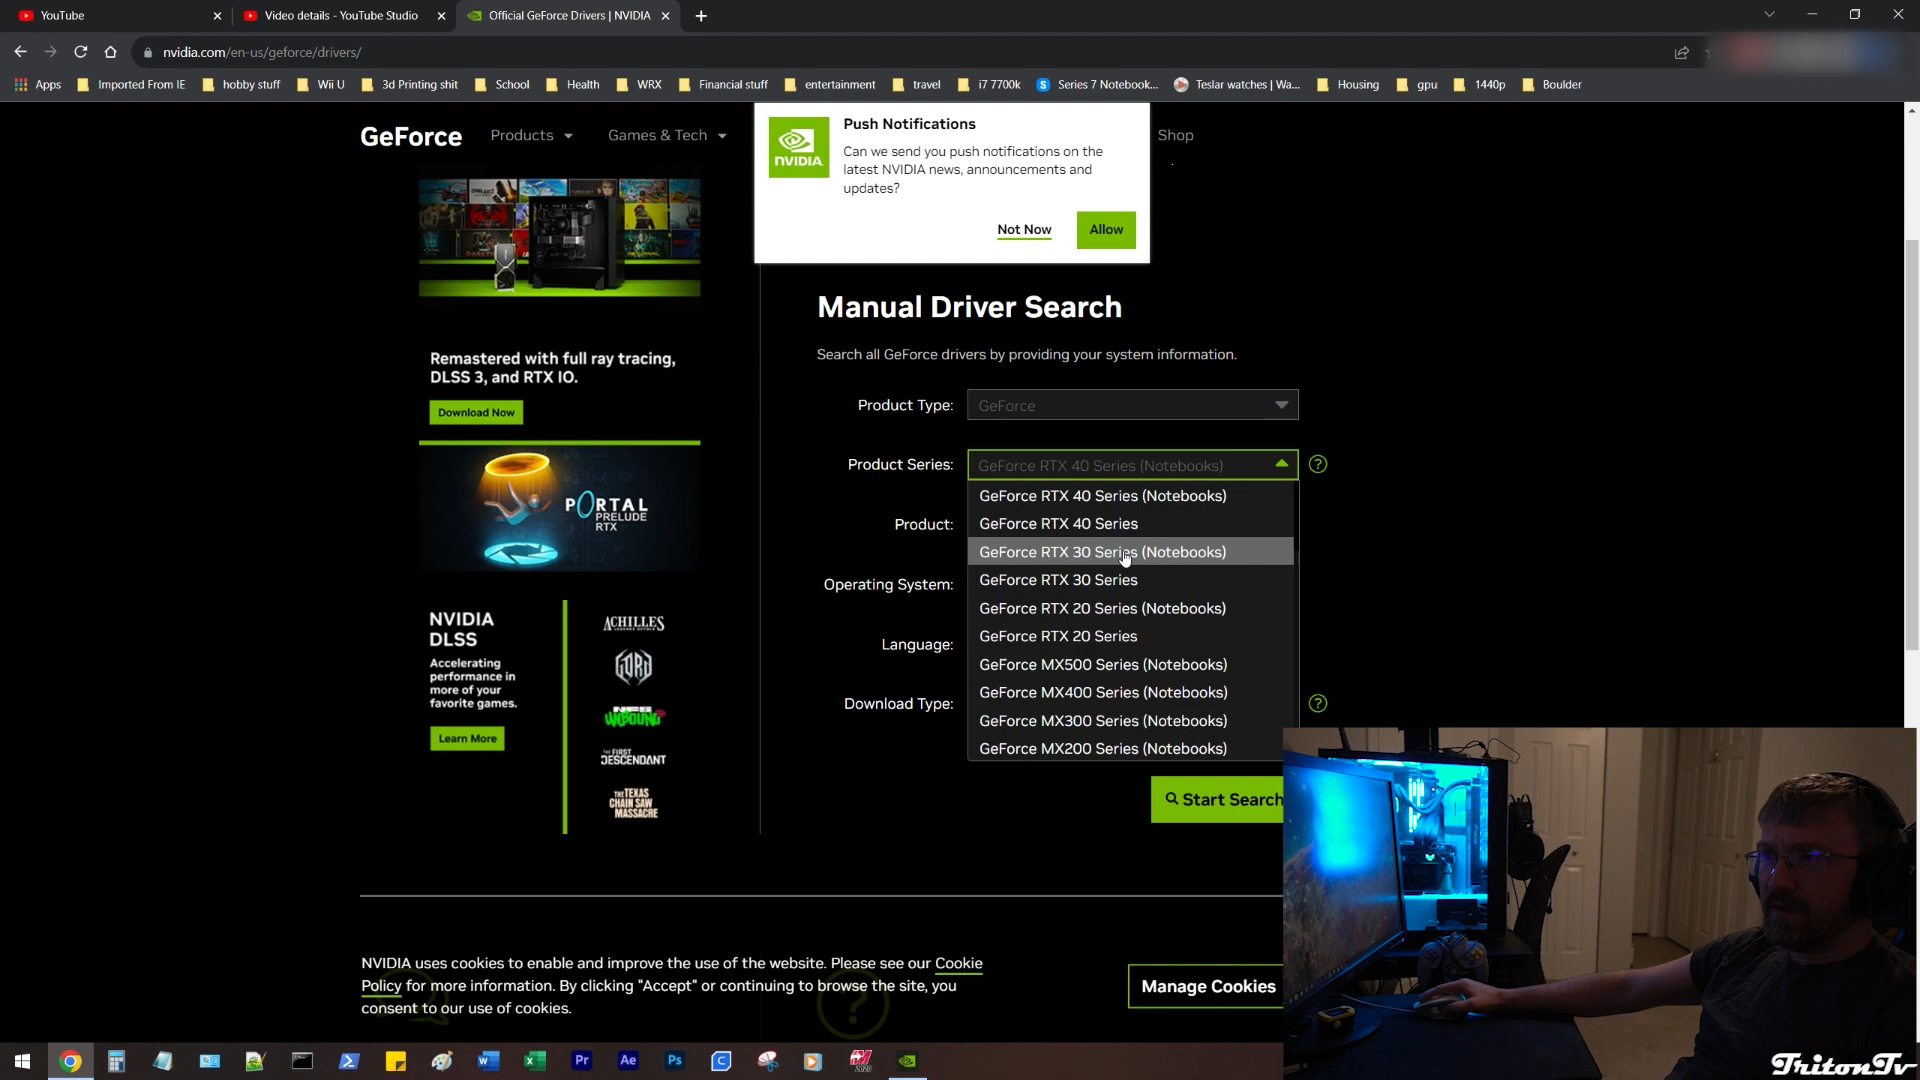 YouTube
Video details - YouTube Studio
Official GeForce Drivers | NVIDIA
nvidia.com/en-us/geforce/drivers/
Apps
Imported From IE
hobby stuff
Wii U
3d Printing shit
School
Health
WRX
Financial stuff
entertainment
travel
i7 7700k
Series 7 Notebook...
Teslar watches | Wa...
Housing
gpu
1440p
Boulder
GeForce
Products
Games & Tech
Shop
NVIDIA
Push Notifications
Can we send you push notifications on the
latest NVIDIA news, announcements and
updates?
Not Now
Allow
Remastered with full ray tracing,
DLSS 3, and RTX IO.
Download Now
PORTAL
PRELUDE
RTX
NVIDIA
DLSS
Accelerating
performance in
more of your
favorite games.
Learn More
ACHILLES
GORD
NFS
UNBOUND
THE FIRST
DESCENDANT
THE TEXAS
CHAIN SAW
MASSACRE
Manual Driver Search
Search all GeForce drivers by providing your system information.
Product Type:
GeForce
Product Series:
GeForce RTX 40 Series (Notebooks)
GeForce RTX 40 Series (Notebooks)
GeForce RTX 40 Series
GeForce RTX 30 Series (Notebooks)
GeForce RTX 30 Series
GeForce RTX 20 Series (Notebooks)
GeForce RTX 20 Series
GeForce MX500 Series (Notebooks)
GeForce MX400 Series (Notebooks)
GeForce MX300 Series (Notebooks)
GeForce MX200 Series (Notebooks)
Product:
Operating System:
Language:
Download Type:
Start Search
NVIDIA uses cookies to enable and improve the use of the website. Please see our Cookie
Policy for more information. By clicking "Accept" or continuing to browse the site, you
consent to our use of cookies.
Manage Cookies
Pr
Ae
Ps
TritonTv